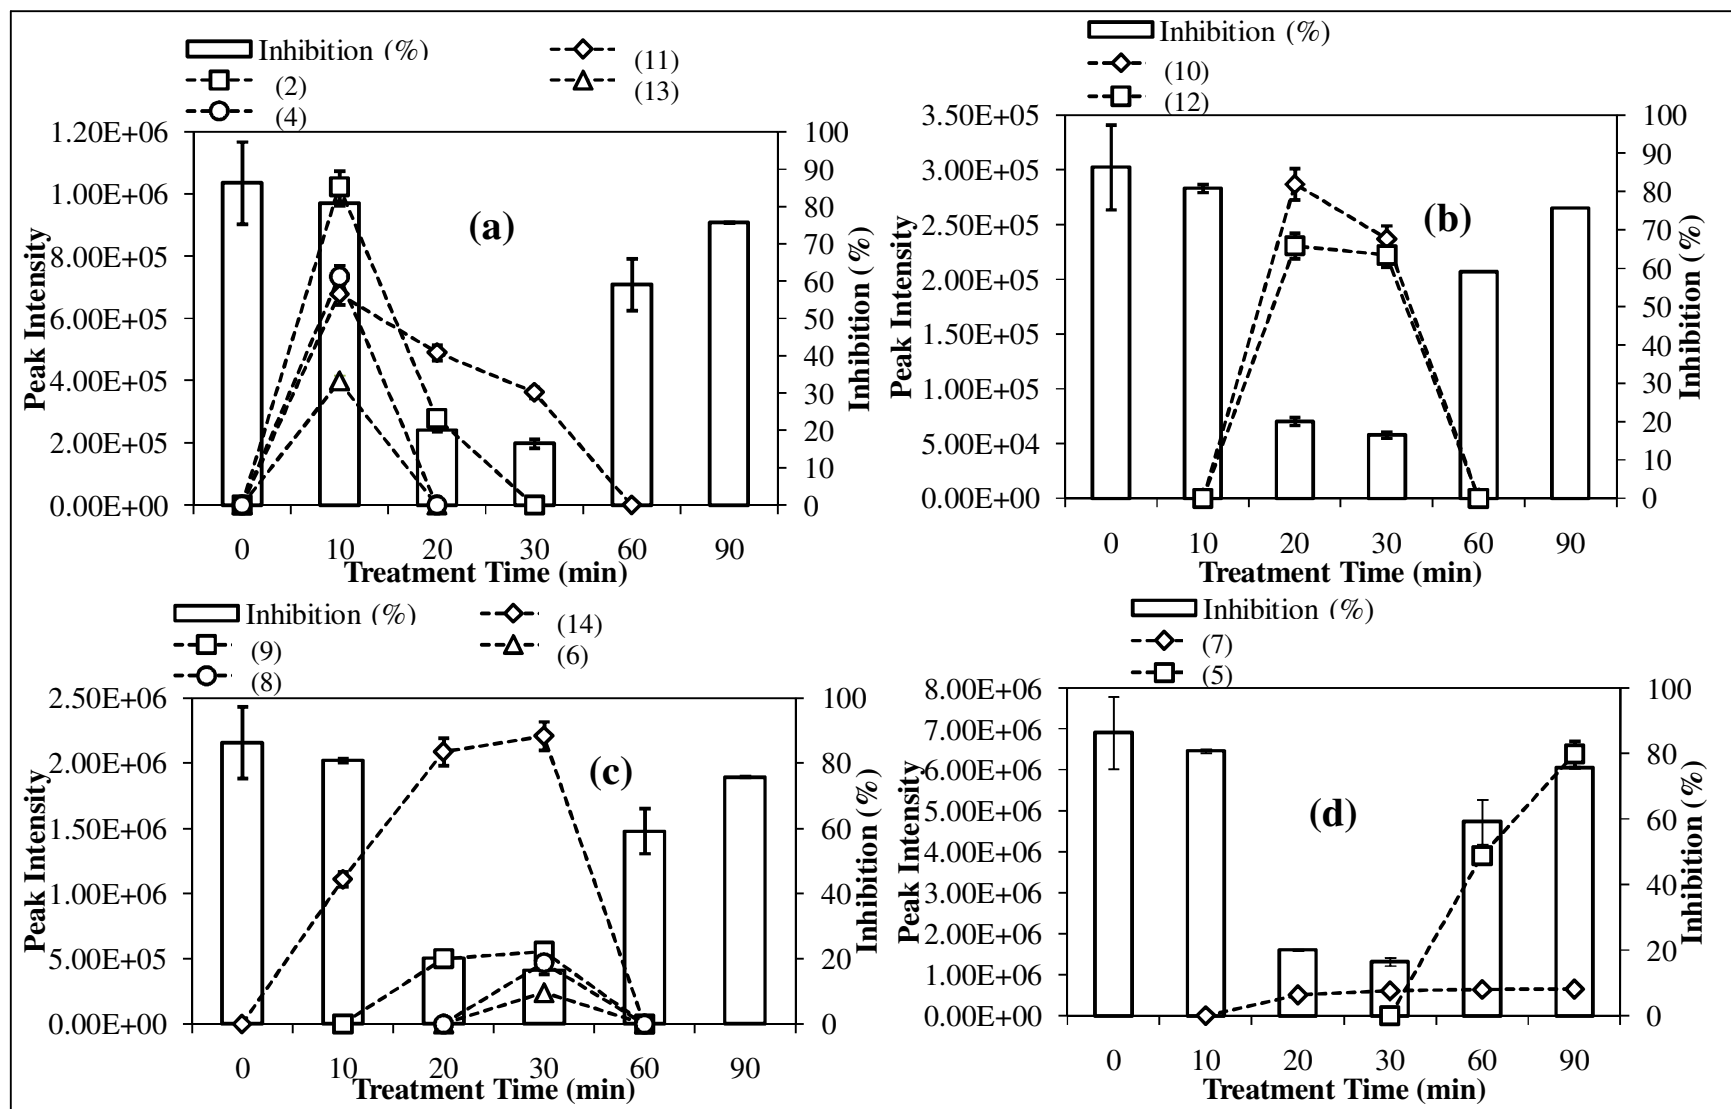 Inhibition (%)
(2)
(4)
(11)
(13)
1.20E+06
1.00E+06
8.00E+05
6.00E+05
4.00E+05
2.00E+05
0.00E+00
Peak Intensity
(a)
100
90
80
70
60
50
40
30
20
10
0
Inhibition (%)
0 10 20 30 60 90
Treatment Time (min)
Inhibition (%)
(10)
(12)
3.50E+05
3.00E+05
2.50E+05
2.00E+05
1.50E+05
1.00E+05
5.00E+04
0.00E+00
Peak Intensity
(b)
100
90
80
70
60
50
40
30
20
10
0
Inhibition (%)
0 10 20 30 60 90
Treatment Time (min)
Inhibition (%)
(9)
(8)
(14)
(6)
2.50E+06
2.00E+06
1.50E+06
1.00E+06
5.00E+05
0.00E+00
Peak Intensity
(c)
100
80
60
40
20
0
Inhibition (%)
0 10 20 30 60 90
Treatment Time (min)
Inhibition (%)
(7)
(5)
8.00E+06
7.00E+06
6.00E+06
5.00E+06
4.00E+06
3.00E+06
2.00E+06
1.00E+06
0.00E+00
Peak Intensity
(d)
100
80
60
40
20
0
Inhibition (%)
0 10 20 30 60 90
Treatment Time (min)